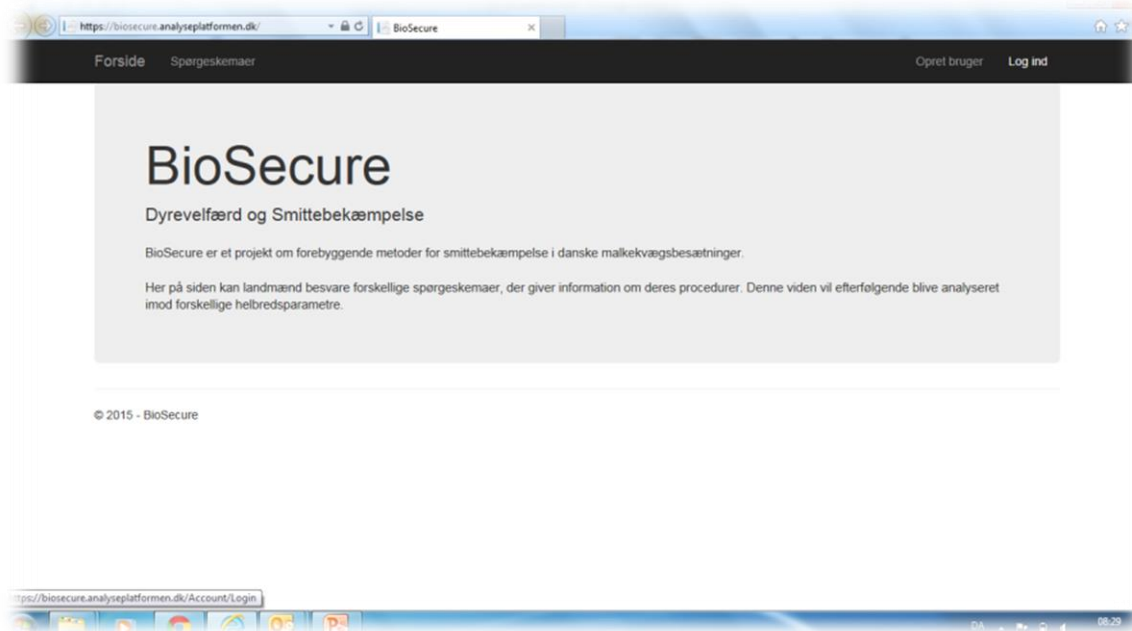 https://biosecure.analyseplatformen.dk/
BioSecure
Forside Spørgeskemaer Opret bruger Log ind
BioSecure
Dyrevelfærd og Smittebekæmpelse
BioSecure er et projekt om forebyggende metoder for smittebekæmpelse i danske malkekvægsbesætninger.
Her på siden kan landmænd besvare forskellige spørgeskemaer, der giver information om deres procedurer. Denne viden vil efterfølgende blive analyseret
imod forskellige helbredsparametre.
© 2015 - BioSecure
tps://biosecure.analyseplatformen.dk/Account/Login
DA 08:29